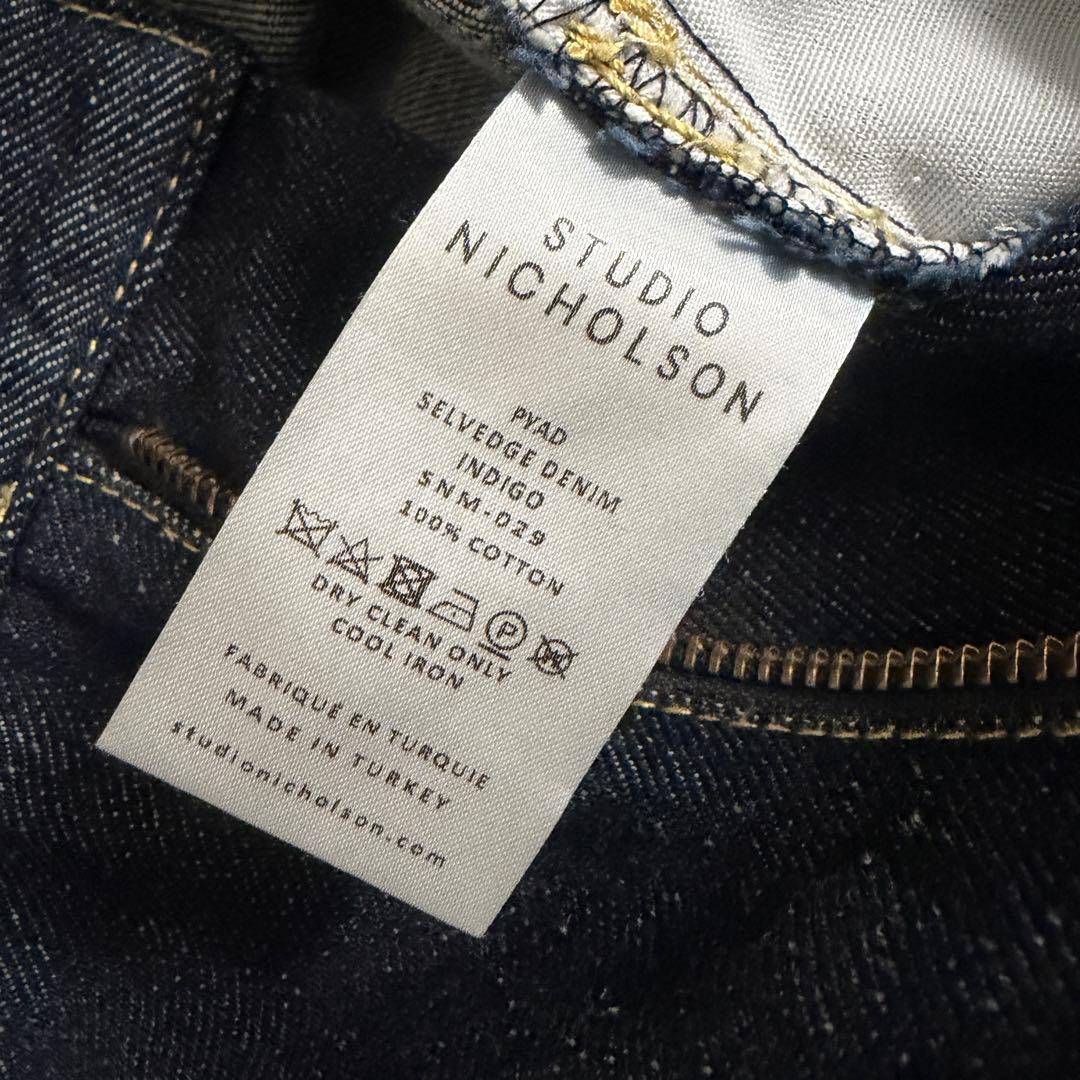 STUDIO
NICHOLSON
PYAD
SELVEDGE DENIM
INDIGO
SNM-029
100% COTTON
P
DRY CLEAN ONLY
COOL IRON
FABRIQUE EN TURQUIE
MADE IN TURKEY
studionicholson.com